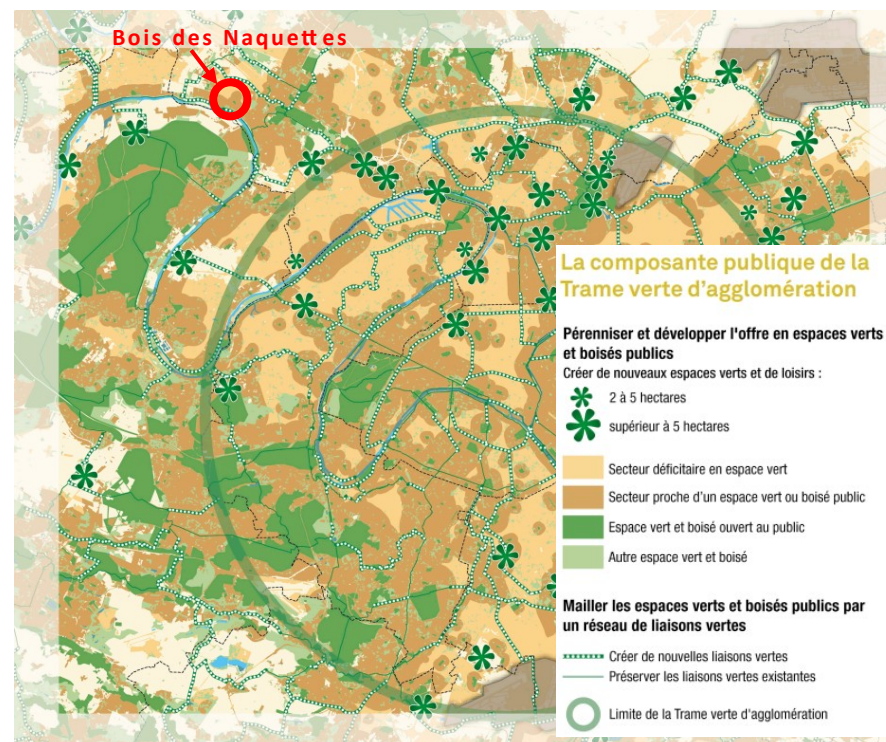 Bois des Naquettes
La composante publique de la
Trame verte d'agglomération
Pérenniser et développer l'offre en espaces verts
et boisés publics
Créer de nouveaux espaces verts et de loisirs :
2 à 5 hectares
supérieur à 5 hectares
Secteur déficitaire en espace vert
Secteur proche d'un espace vert ou boisé public
Espace vert et boisé ouvert au public
Autre espace vert et boisé
Mailler les espaces verts et boisés publics par
un réseau de liaisons vertes
Créer de nouvelles liaisons vertes
Préserver les liaisons vertes existantes
Limite de la Trame verte d'agglomération